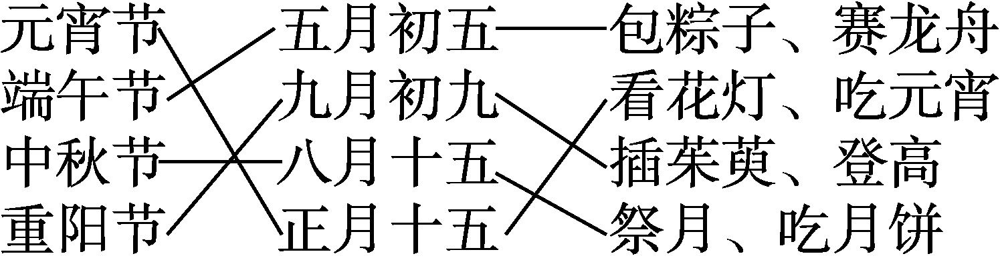 元宵节 五月初五 包粽子、赛龙舟
端午节 九月初九 看花灯、吃元宵
中秋节 八月十五 插茱萸、登高
重阳节 正月十五 祭月、吃月饼